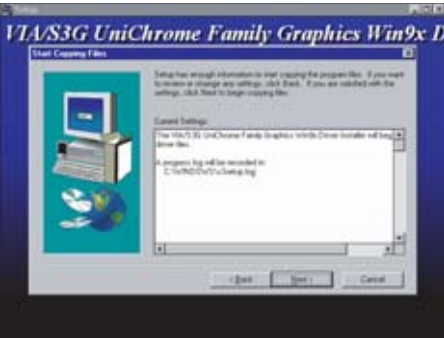 Setup
VIA/S3G UniChrome Family Graphics Win9x D
Start Copying Files
Setup has enough information to start copying the program files. If you want
to review or change any settings, click Back. If you are satisfied with the
settings, click Next to begin copying files.
Current Settings:
The VIA/S3G UniChrome Family Graphics Win9x Driver Installer will beg
driver files.
A progress log will be recorded in:
C:\WINDOWS\
< Back
Next >
Cancel